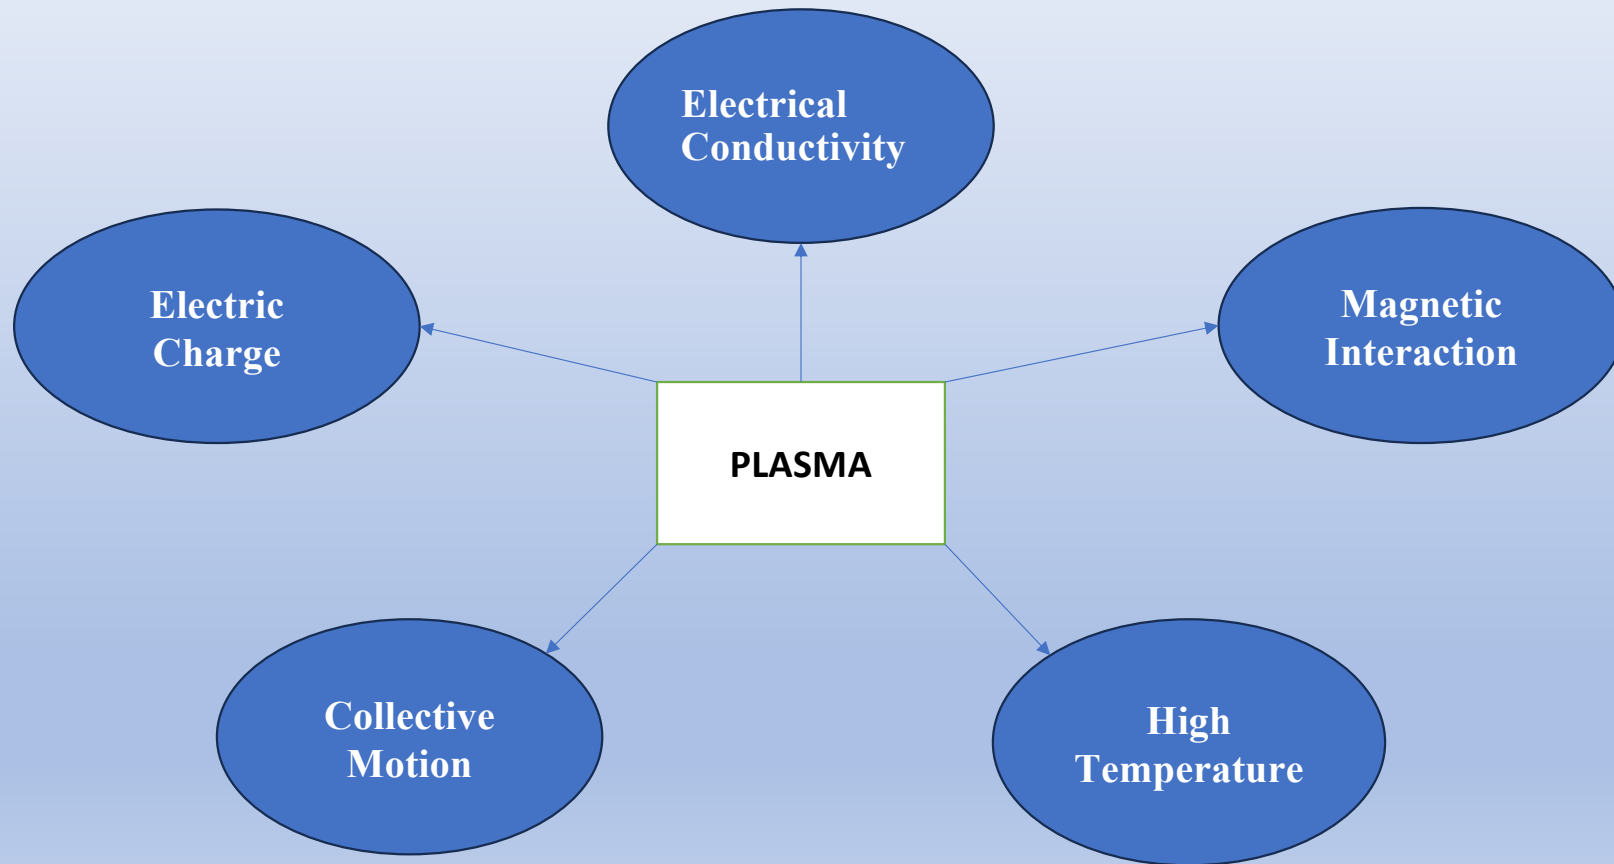 Electrical
Conductivity
Electric
Charge
Magnetic
Interaction
PLASMA
Collective
Motion
High
Temperature